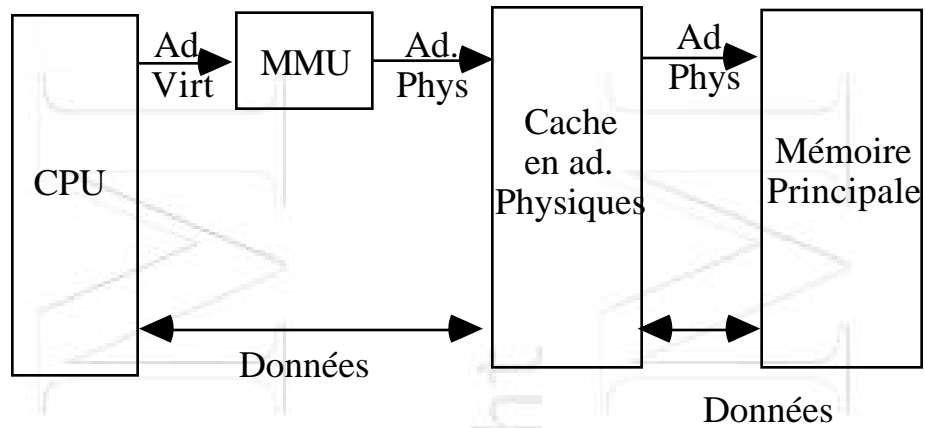 Ad
Virt
MMU
Ad.
Phys
Ad
Phys
CPU
Cache
en ad.
Physiques
Mémoire
Principale
Données
Données